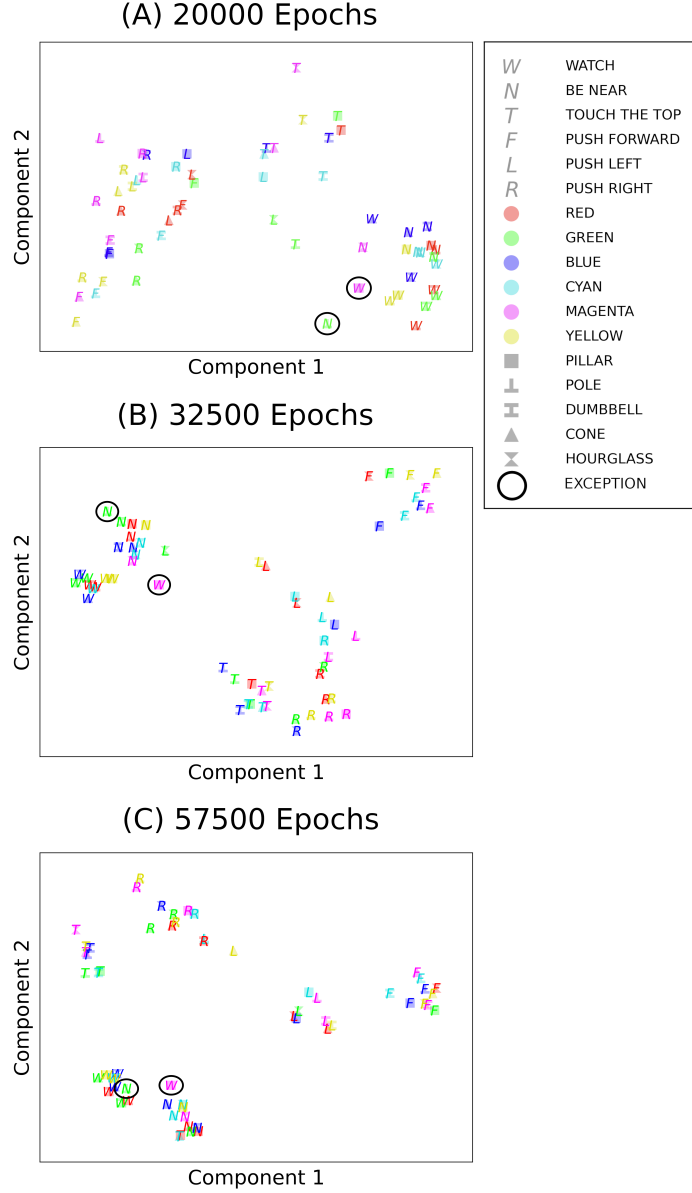 (A) 20000 Epochs
Component 2
Component 1
W WATCH
N BE NEAR
T TOUCH THE TOP
F PUSH FORWARD
L PUSH LEFT
R PUSH RIGHT
RED
GREEN
BLUE
CYAN
MAGENTA
YELLOW
PILLAR
POLE
DUMBBELL
CONE
HOURGLASS
EXCEPTION
(B) 32500 Epochs
Component 2
Component 1
(C) 57500 Epochs
Component 2
Component 1